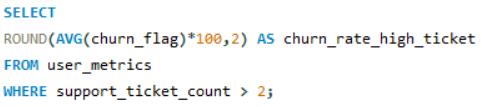 SELECT
ROUND(AVG(churn_flag)*100,2) AS churn_rate_high_ticket
FROM user_metrics
WHERE support_ticket_count > 2;